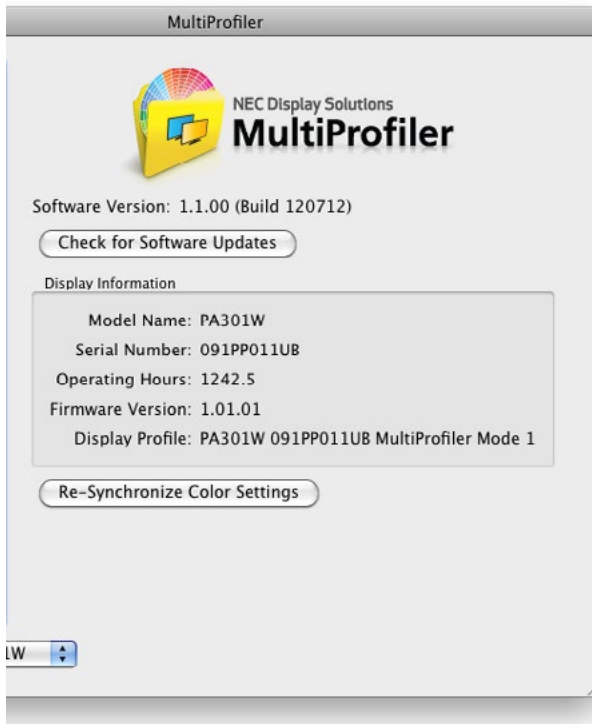 MultiProfiler
NEC Display Solutions
MultiProfiler
Software Version: 1.1.00 (Build 120712)
Check for Software Updates
Display Information
Model Name: PA301W
Serial Number: 091PP011UB
Operating Hours: 1242.5
Firmware Version: 1.01.01
Display Profile: PA301W 091PP011UB MultiProfiler Mode 1
Re-Synchronize Color Settings
1W